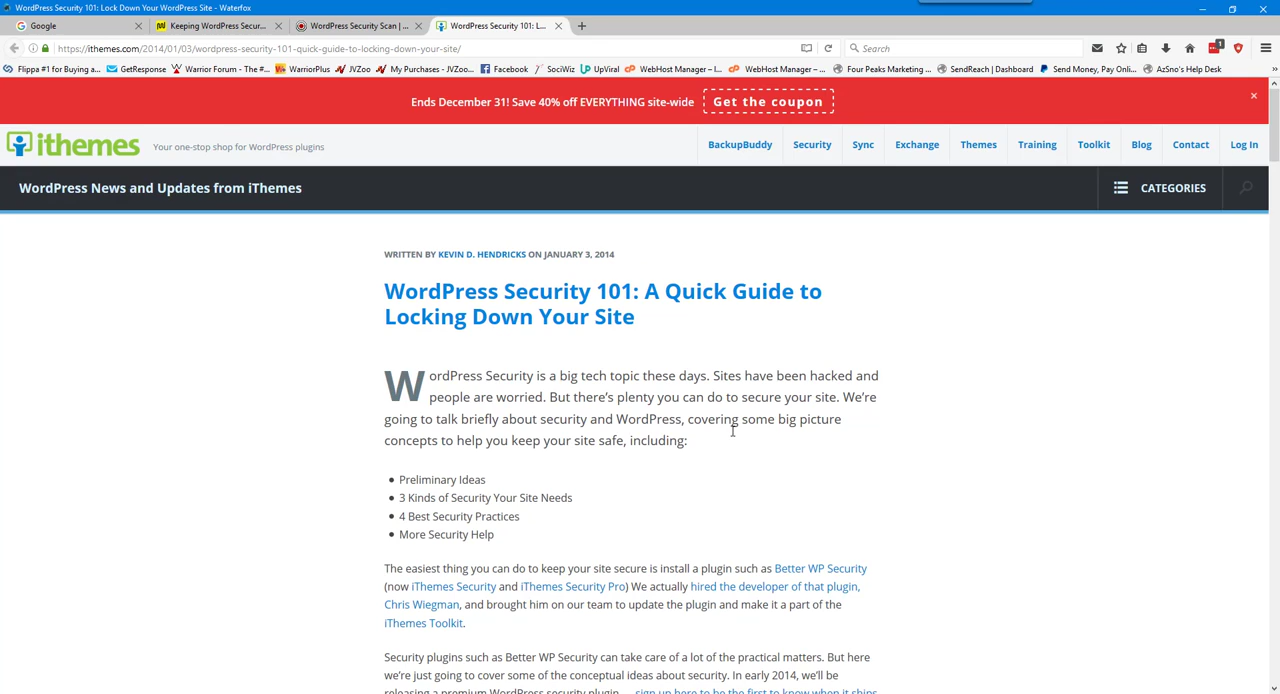 WordPress Security 101: Lock Down Your WordPress Site - Waterfox
Google
Keeping WordPress Secur...
WordPress Security Scan | ...
WordPress Security 101: L...
https://ithemes.com/2014/01/03/wordpress-security-101-quick-guide-to-locking-down-your-site/
Search
1
Flippa #1 for Buying a...
GetResponse
Warrior Forum - The #...
WarriorPlus
JVZoo
My Purchases - JVZoo...
Facebook
SociWiz
UpViral
WebHost Manager – I...
WebHost Manager – ...
Four Peaks Marketing ...
SendReach | Dashboard
Send Money, Pay Onli...
AzSno's Help Desk
Ends December 31! Save 40% off EVERYTHING site-wide
Get the coupon
ithemes
Your one-stop shop for WordPress plugins
BackupBuddy
Security
Sync
Exchange
Themes
Training
Toolkit
Blog
Contact
Log In
WordPress News and Updates from iThemes
CATEGORIES
WRITTEN BY KEVIN D. HENDRICKS ON JANUARY 3, 2014
WordPress Security 101: A Quick Guide to
Locking Down Your Site
WordPress Security is a big tech topic these days. Sites have been hacked and
people are worried. But there's plenty you can do to secure your site. We're
going to talk briefly about security and WordPress, covering some big picture
concepts to help you keep your site safe, including:
• Preliminary Ideas
• 3 Kinds of Security Your Site Needs
• 4 Best Security Practices
• More Security Help
The easiest thing you can do to keep your site secure is install a plugin such as Better WP Security
(now iThemes Security and iThemes Security Pro) We actually hired the developer of that plugin,
Chris Wiegman, and brought him on our team to update the plugin and make it a part of the
iThemes Toolkit.
Security plugins such as Better WP Security can take care of a lot of the practical matters. But here
we're just going to cover some of the conceptual ideas about security. In early 2014, we'll be
releasing a premium WordPress security plugin — sign up here to be the first to know when it ships